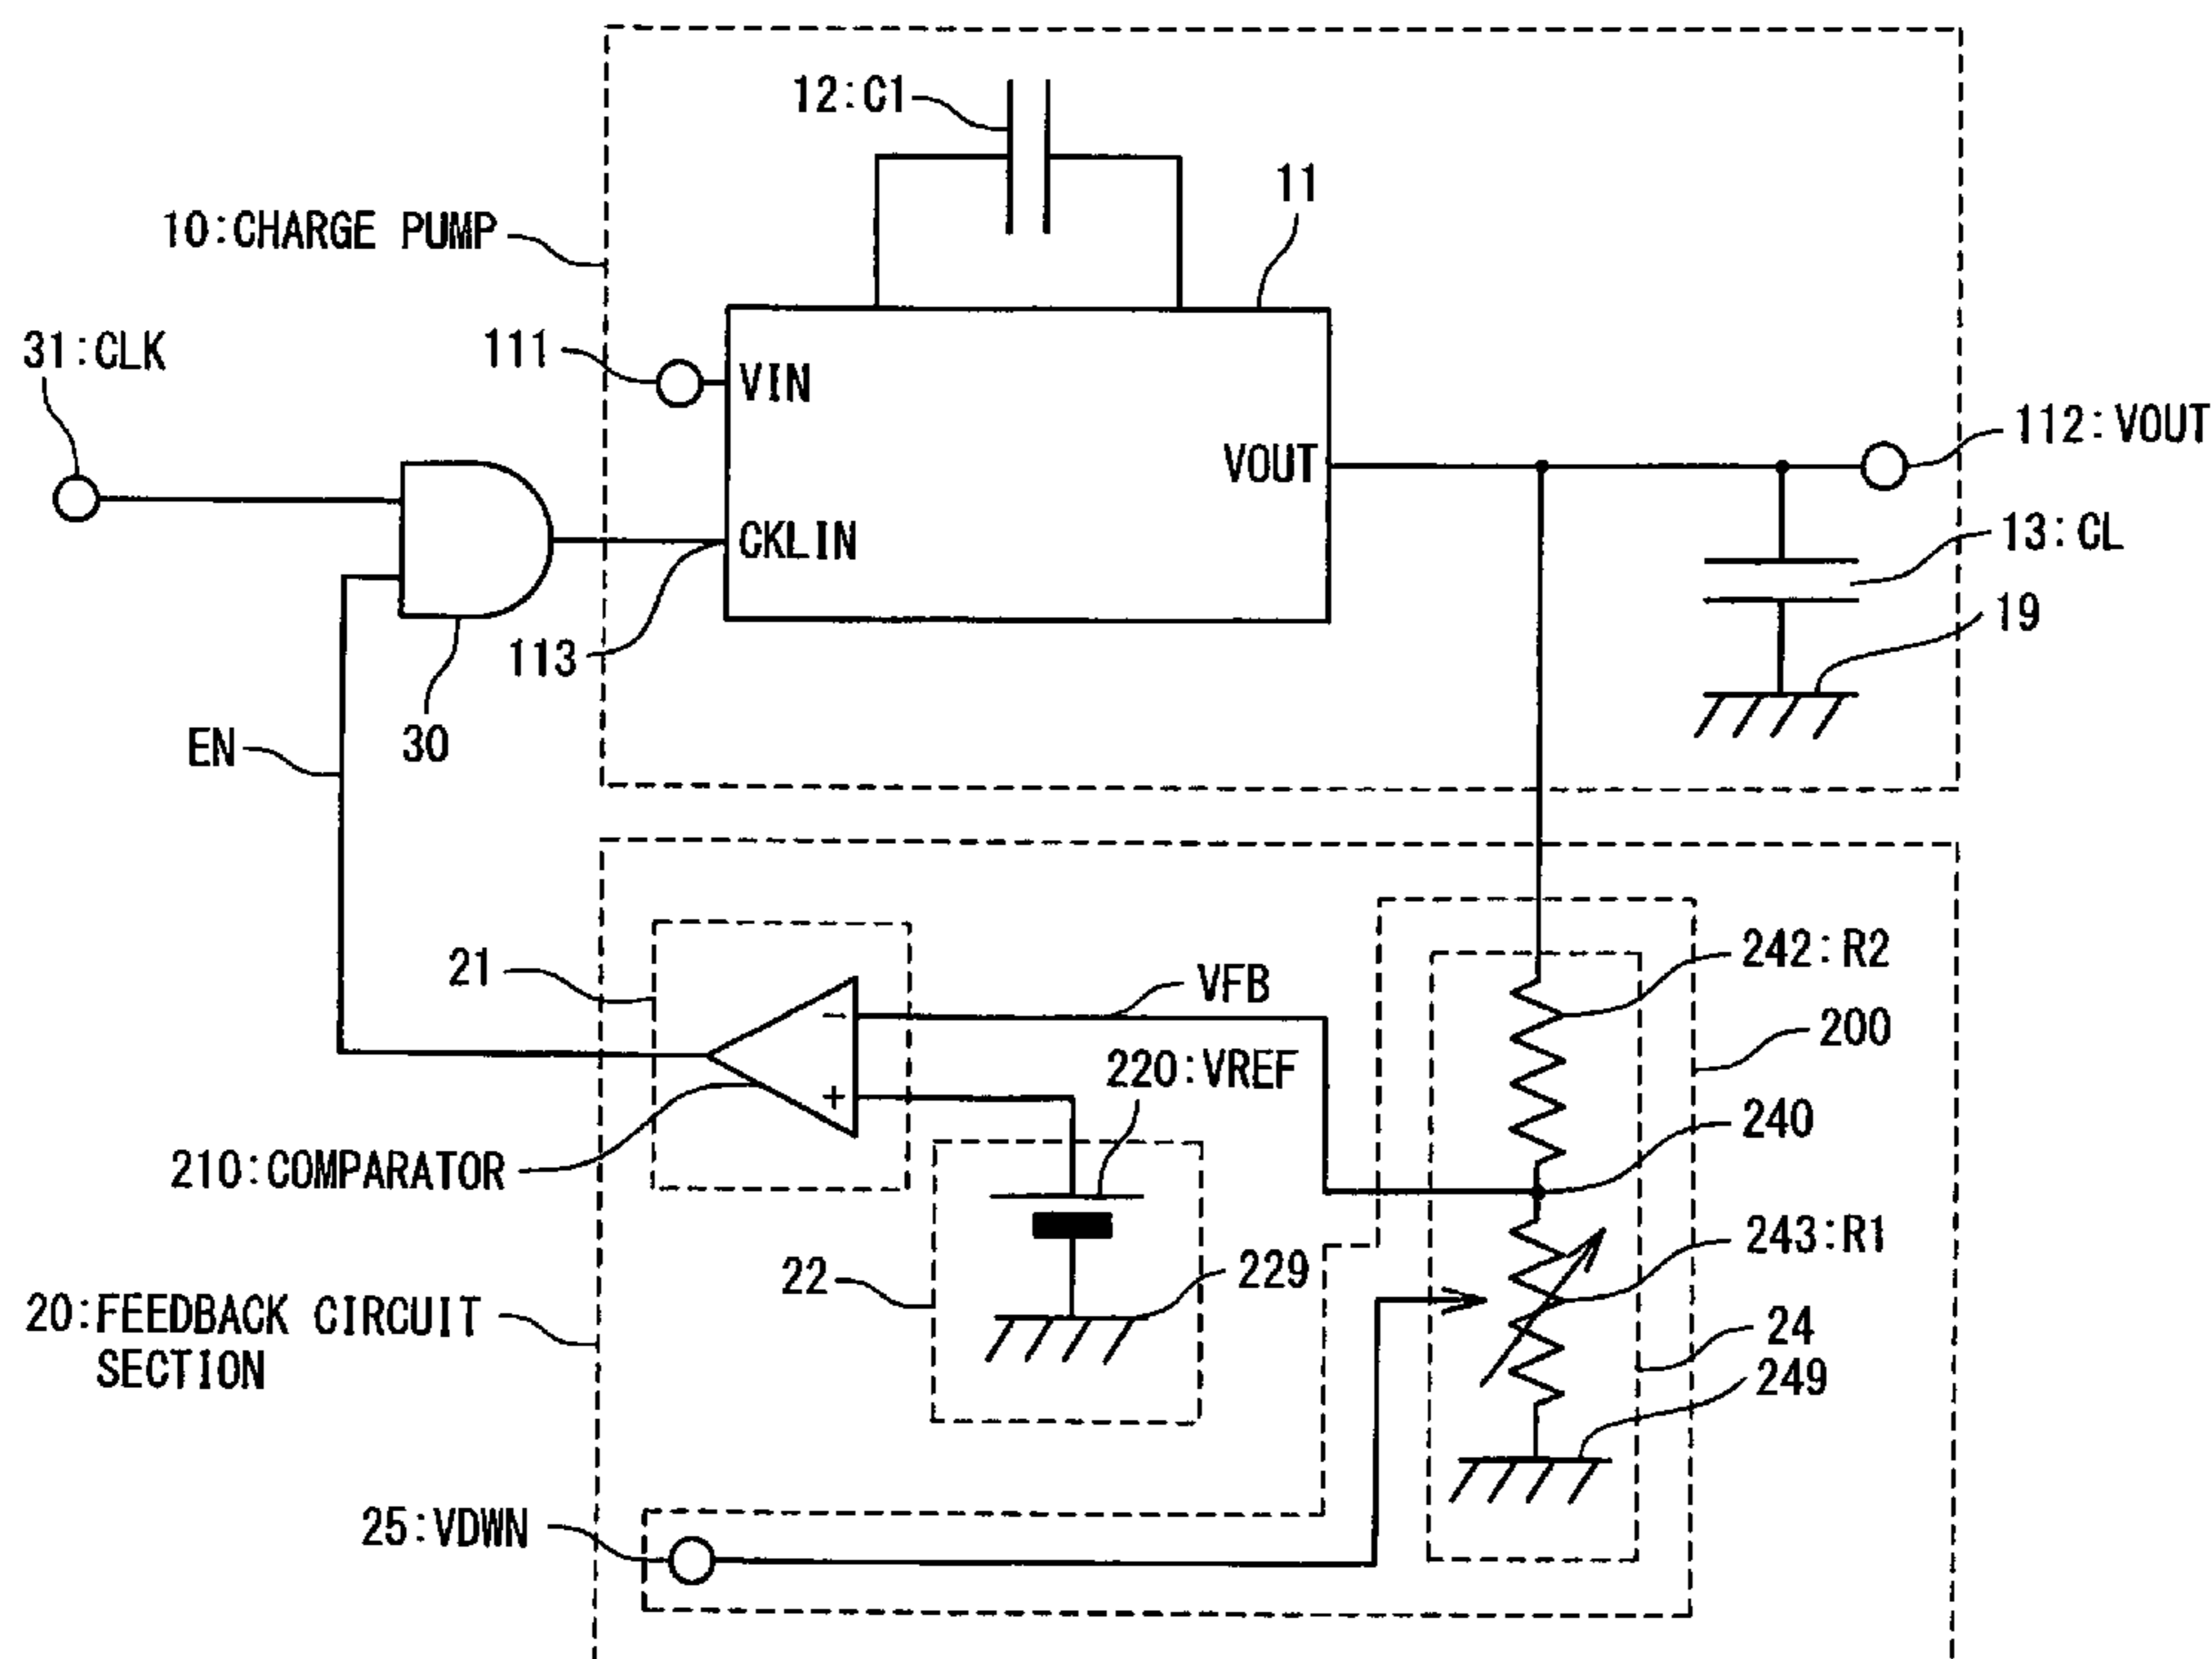 12:C1
11
10:CHARGE PUMP
31:CLK
111
VIN
112:VOUT
VOUT
CKLIN
13:CL
19
113
30
EN
21
VFB
242:R2
200
220:VREF
240
-
+
210:COMPARATOR
243:R1
22
229
20:FEEDBACK CIRCUIT
SECTION
24
249
25:VDWN